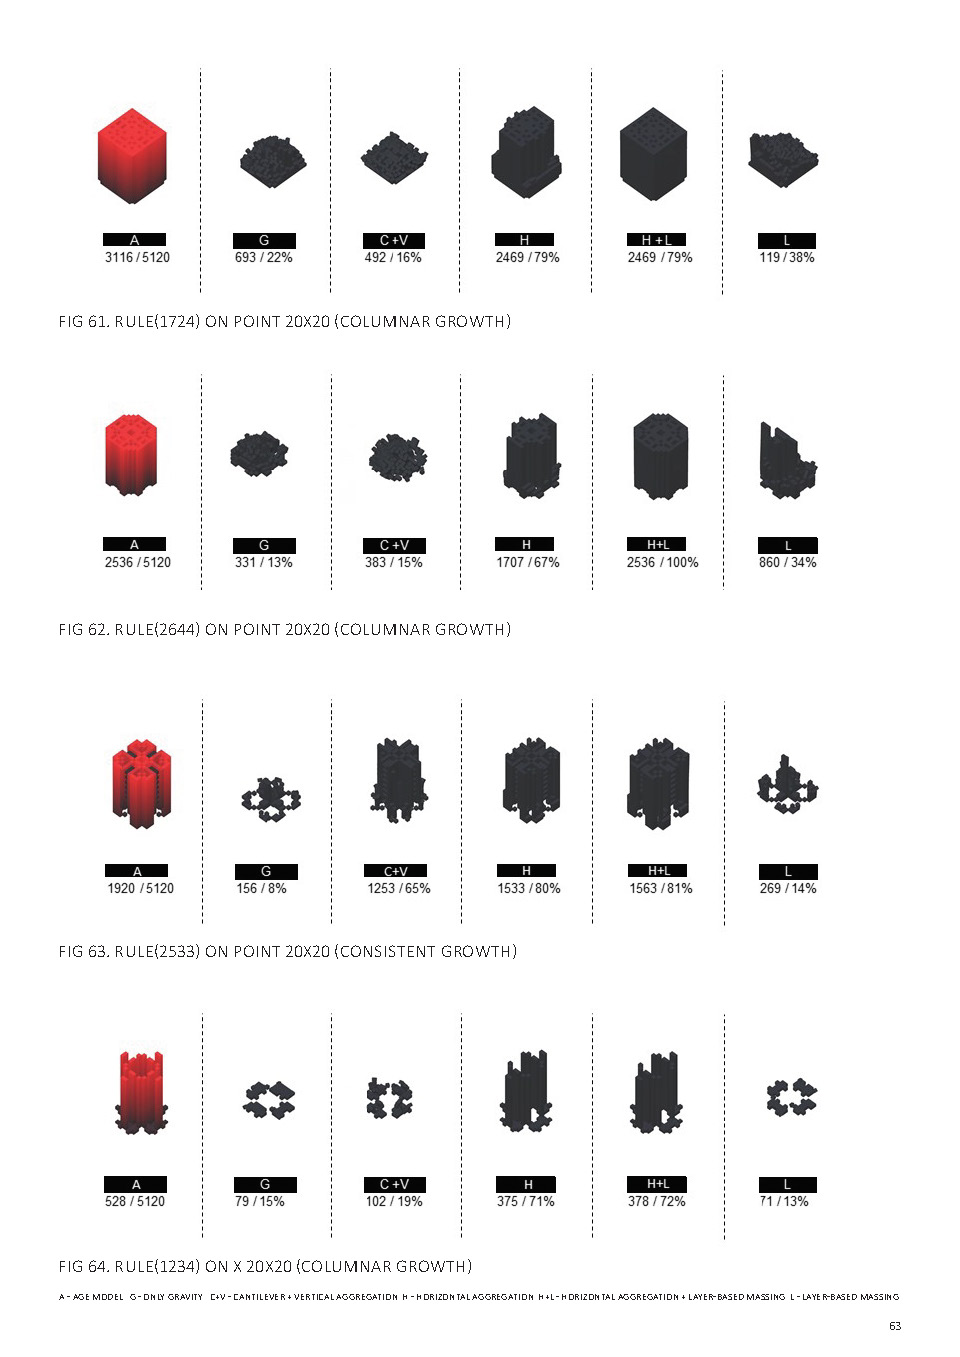 A G C +V H H +L L
3116 / 5120 693 / 22% 492 / 16% 2469 / 79% 2469 / 79% 119 / 38%
FIG 61. RULE(1724) ON POINT 20X20 (COLUMNAR GROWTH)
A G C +V H H+L L
2536 / 5120 331 / 13% 383 / 15% 1707 / 67% 2536 / 100% 860 / 34%
FIG 62. RULE(2644) ON POINT 20X20 (COLUMNAR GROWTH)
A G C+V H H+L L
1920 / 5120 156 / 8% 1253 / 65% 1533 / 80% 1563 / 81% 269 / 14%
FIG 63. RULE(2533) ON POINT 20X20 (CONSISTENT GROWTH)
A G C +V H H+L L
528 / 5120 79 / 15% 102 / 19% 375 / 71% 378 / 72% 71 / 13%
FIG 64. RULE(1234) ON X 20X20 (COLUMNAR GROWTH)
A - AGE MODEL G - ONLY GRAVITY C+V - CANTILEVER + VERTICAL AGGREGATION H - HORIZONTAL AGGREGATION H+L - HORIZONTAL AGGREGATION + LAYER-BASED MASSING L - LAYER-BASED MASSING
63